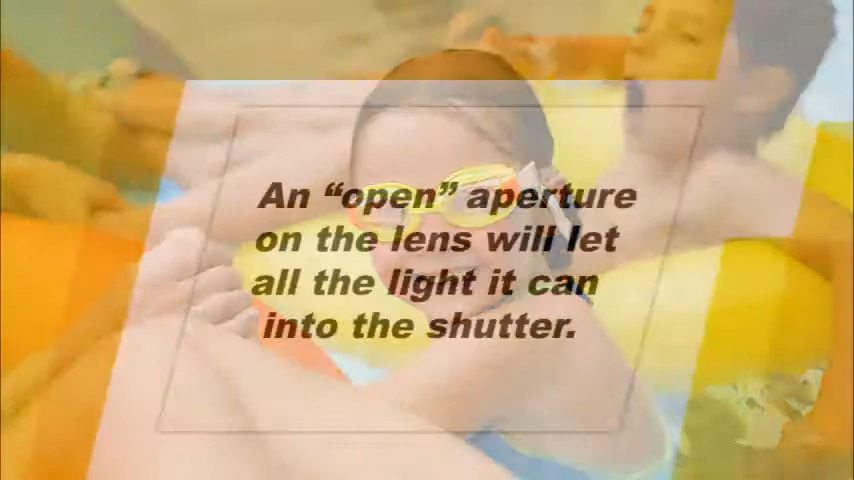 An “open” aperture
on the lens will let
all the light it can
into the shutter.